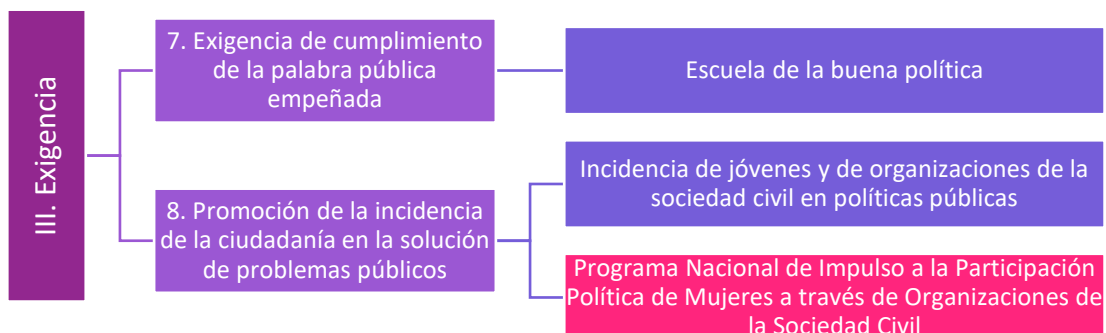 III. Exigencia
7. Exigencia de cumplimiento
de la palabra pública
empeñada
Escuela de la buena política
8. Promoción de la incidencia
de la ciudadanía en la solución
de problemas públicos
Incidencia de jóvenes y de organizaciones de la
sociedad civil en políticas públicas
Programa Nacional de Impulso a la Participación
Política de Mujeres a través de Organizaciones de
la Sociedad Civil